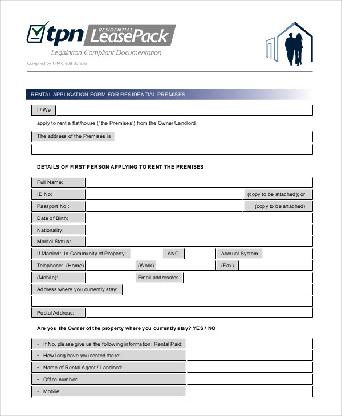 tpn RESIDENTIAL LeasePack
Legislation Compliant Documentation
RENTAL APPLICATION FORM FOR RESIDENTIAL PREMISES
I / We
apply to rent a flat/house ("the Premises") from the Owner/Landlord.
The address of the Premises is
DETAILS OF FIRST PERSON APPLYING TO RENT THE PREMISES
Full Name:
ID No: (copy to be attached); or
Passport No: (copy to be attached)
Date of Birth:
Nationality:
Marital Status:
If Married: In Community of Property ANC Accrual System
Telephone: (Home) (Work) (Fax)
(Mobile) Email address:
Address where you currently stay:
Postal Address:
Are you the Owner of the property where you currently stay? YES / NO
- If No, please give us the following information: Rental Paid:
- How long have you rented there:
- Name of Rental Agent / Landlord:
- Office number:
- Mobile: